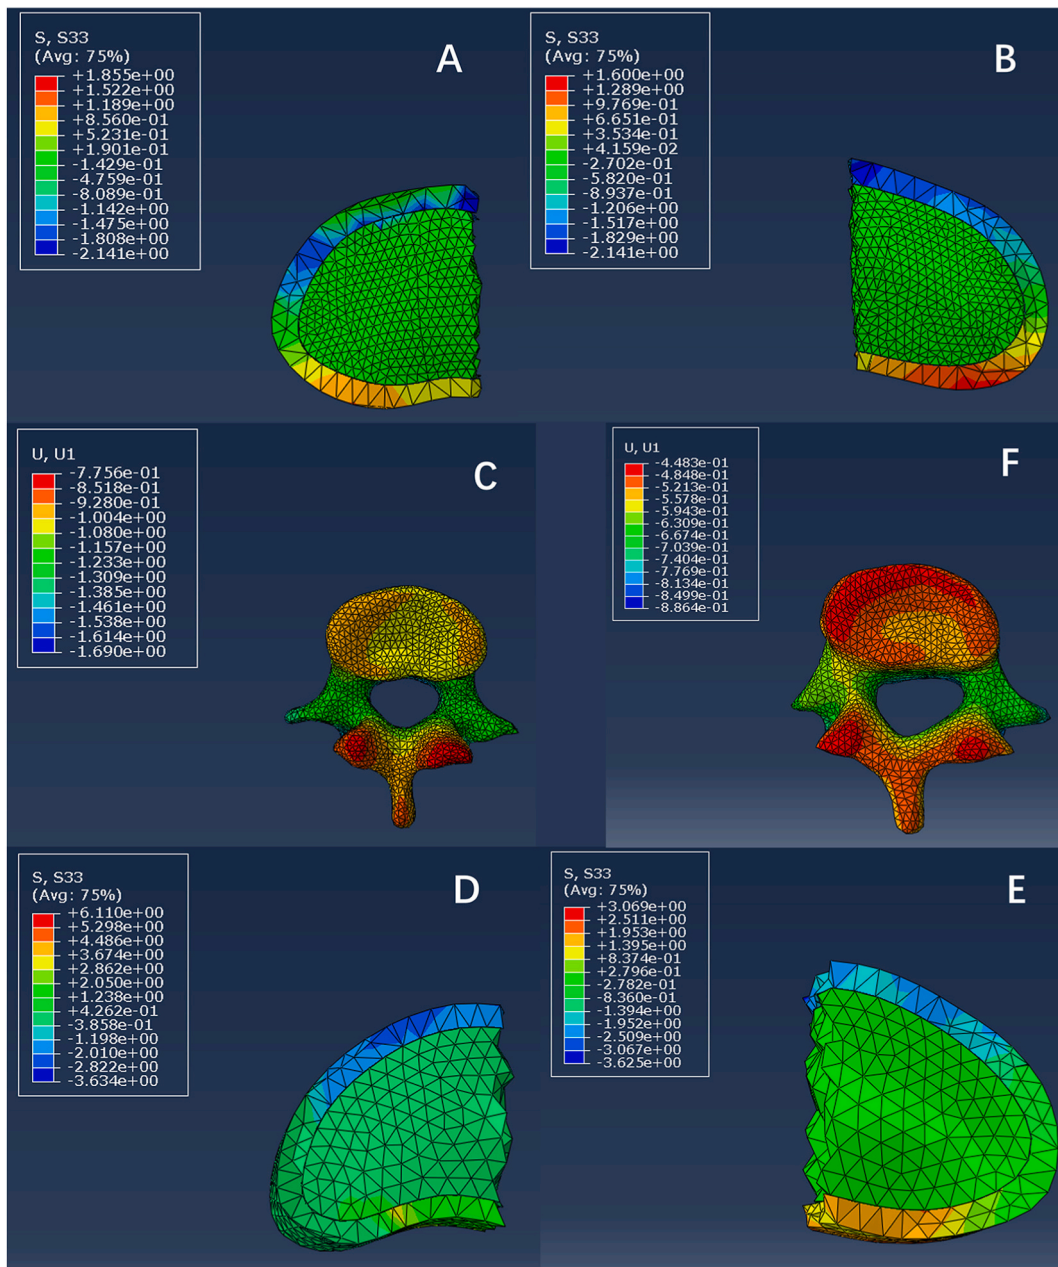 S, S33
(Avg: 75%)
+1.855e+00
+1.522e+00
+1.189e+00
+8.560e-01
+5.231e-01
+1.901e-01
-1.429e-01
-4.759e-01
-8.089e-01
-1.142e+00
-1.475e+00
-1.808e+00
-2.141e+00
A
S, S33
(Avg: 75%)
+1.600e+00
+1.289e+00
+9.769e-01
+6.651e-01
+3.534e-01
+4.159e-02
-2.702e-01
-5.820e-01
-8.937e-01
-1.206e+00
-1.517e+00
-1.829e+00
-2.141e+00
B
U, U1
-7.756e-01
-8.518e-01
-9.280e-01
-1.004e+00
-1.080e+00
-1.157e+00
-1.233e+00
-1.309e+00
-1.385e+00
-1.461e+00
-1.538e+00
-1.614e+00
-1.690e+00
C
U, U1
-4.483e-01
-4.848e-01
-5.213e-01
-5.578e-01
-5.943e-01
-6.309e-01
-6.674e-01
-7.039e-01
-7.404e-01
-7.769e-01
-8.134e-01
-8.499e-01
-8.864e-01
F
S, S33
(Avg: 75%)
+6.110e+00
+5.298e+00
+4.486e+00
+3.674e+00
+2.862e+00
+2.050e+00
+1.238e+00
+4.262e-01
-3.858e-01
-1.198e+00
-2.010e+00
-2.822e+00
-3.634e+00
D
S, S33
(Avg: 75%)
+3.069e+00
+2.511e+00
+1.953e+00
+1.395e+00
+8.374e-01
+2.796e-01
-2.782e-01
-8.360e-01
-1.394e+00
-1.952e+00
-2.509e+00
-3.067e+00
-3.625e+00
E